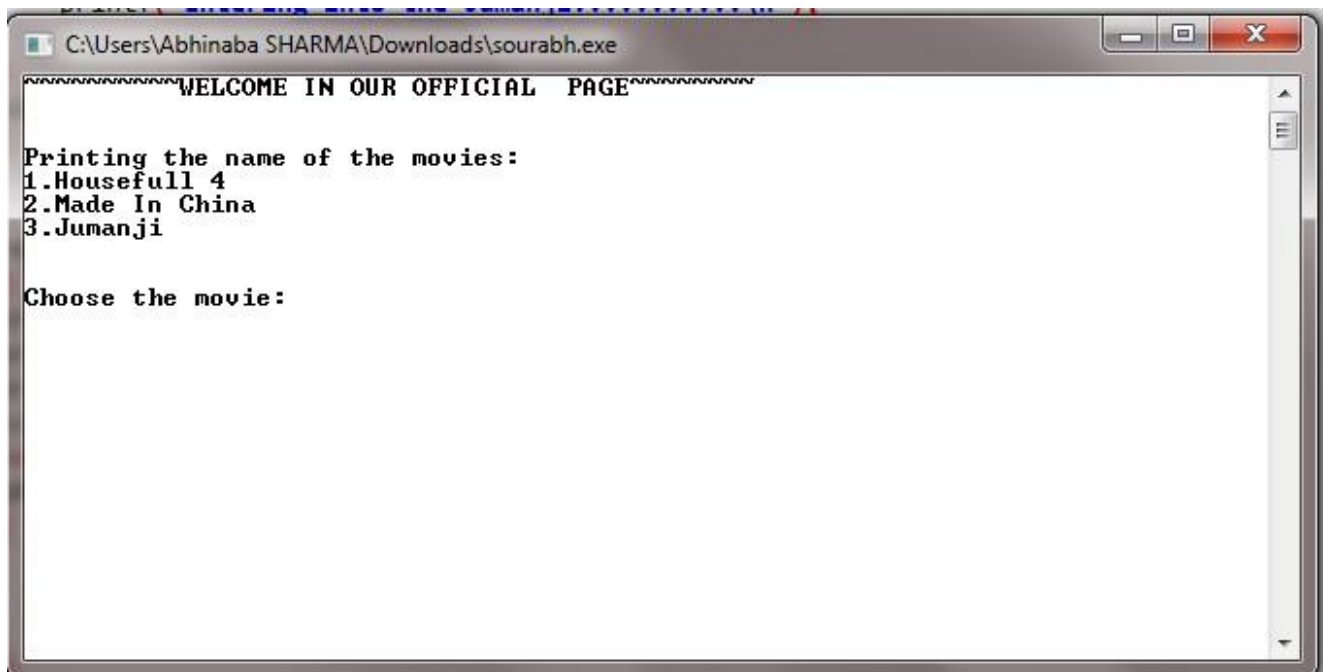 C:\Users\Abhinaba SHARMA\Downloads\sourabh.exe
~~~~~~~~~~~~WELCOME IN OUR OFFICIAL  PAGE~~~~~~~~~~
Printing the name of the movies:
1.Housefull 4
2.Made In China
3.Jumanji
Choose the movie: